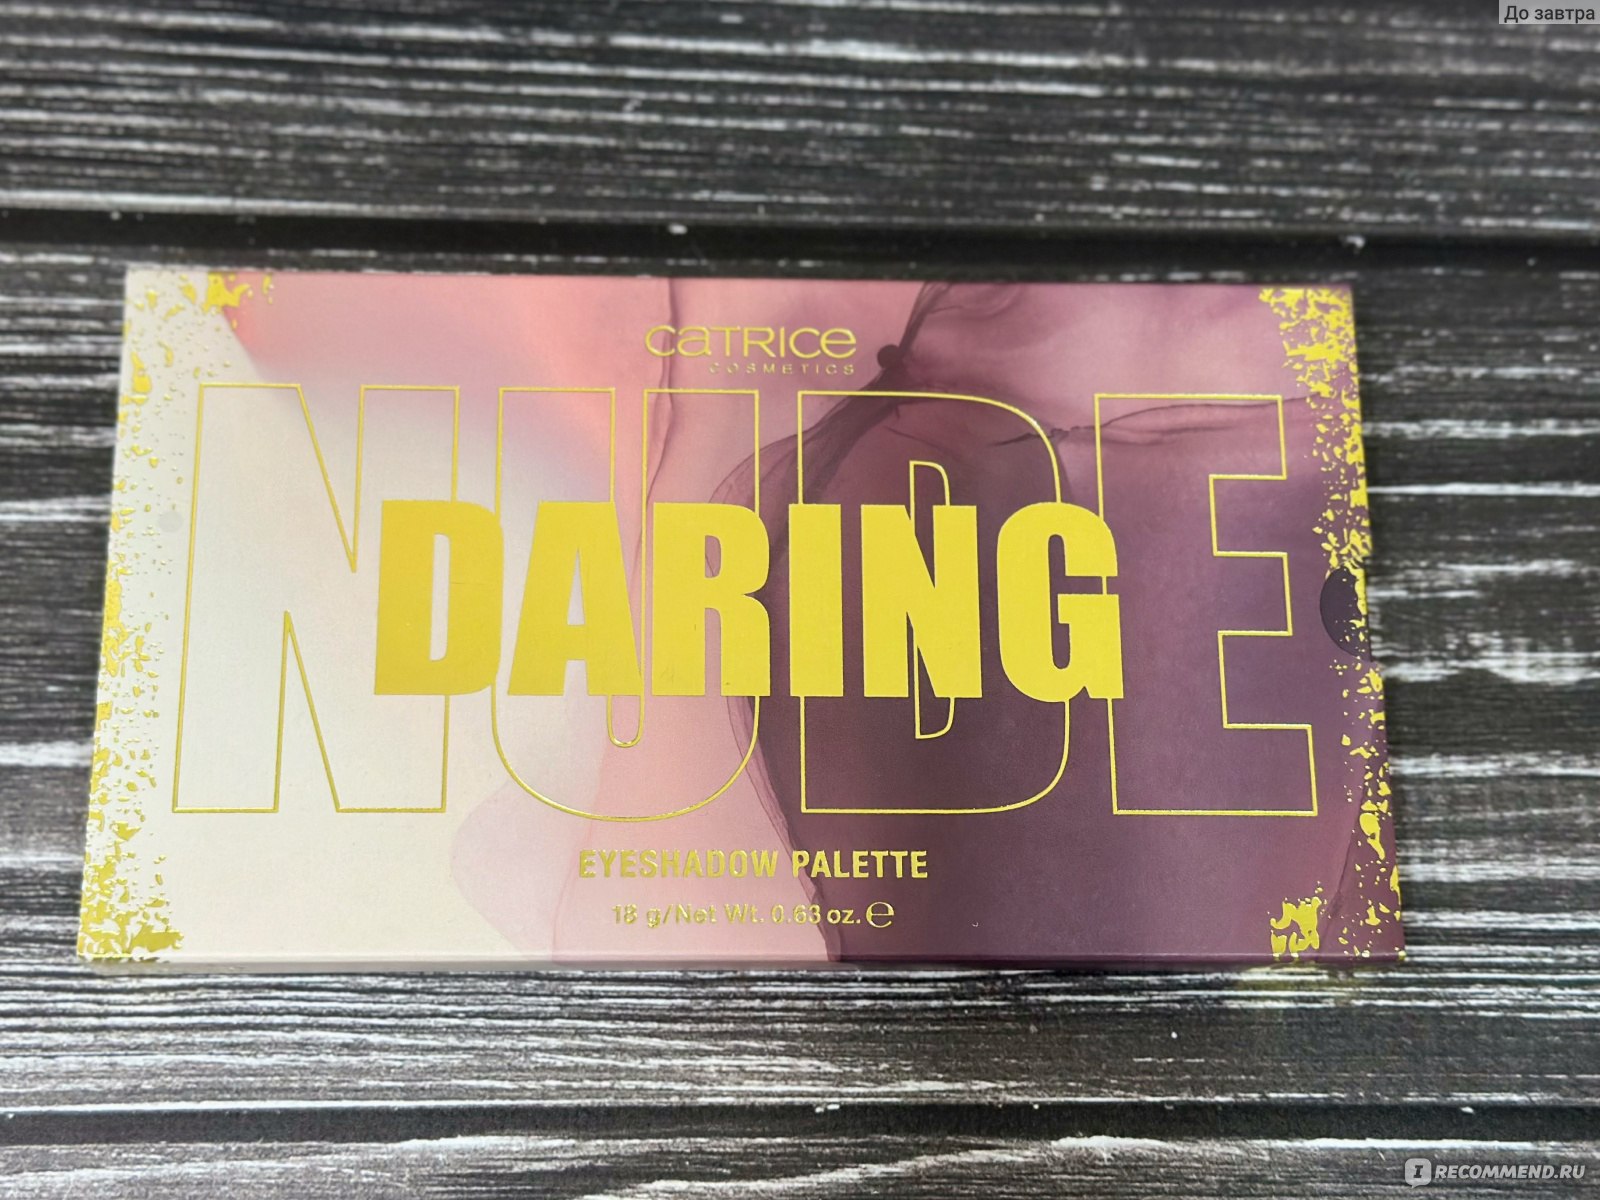 До завтра
CATRICE
COSMETICS
NUDE
DARING
EYESHADOW PALETTE
18 g/Net Wt. 0.63 oz. ℮
IRECOMMEND.RU